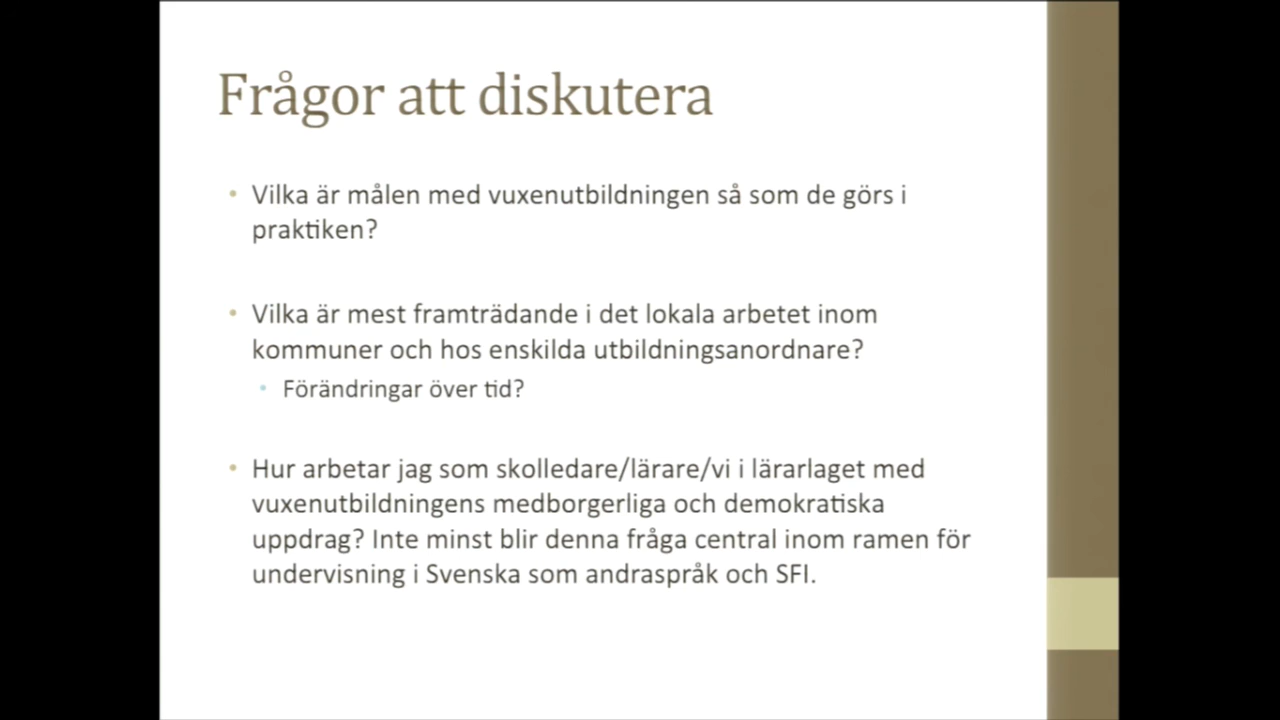 Frågor att diskutera
• Vilka är målen med vuxenutbildningen så som de görs i
praktiken?
• Vilka är mest framträdande i det lokala arbetet inom
kommuner och hos enskilda utbildningsanordnare?
• Förändringar över tid?
• Hur arbetar jag som skolledare/lärare/vi i lärarlaget med
vuxenutbildningens medborgerliga och demokratiska
uppdrag? Inte minst blir denna fråga central inom ramen för
undervisning i Svenska som andraspråk och SFI.